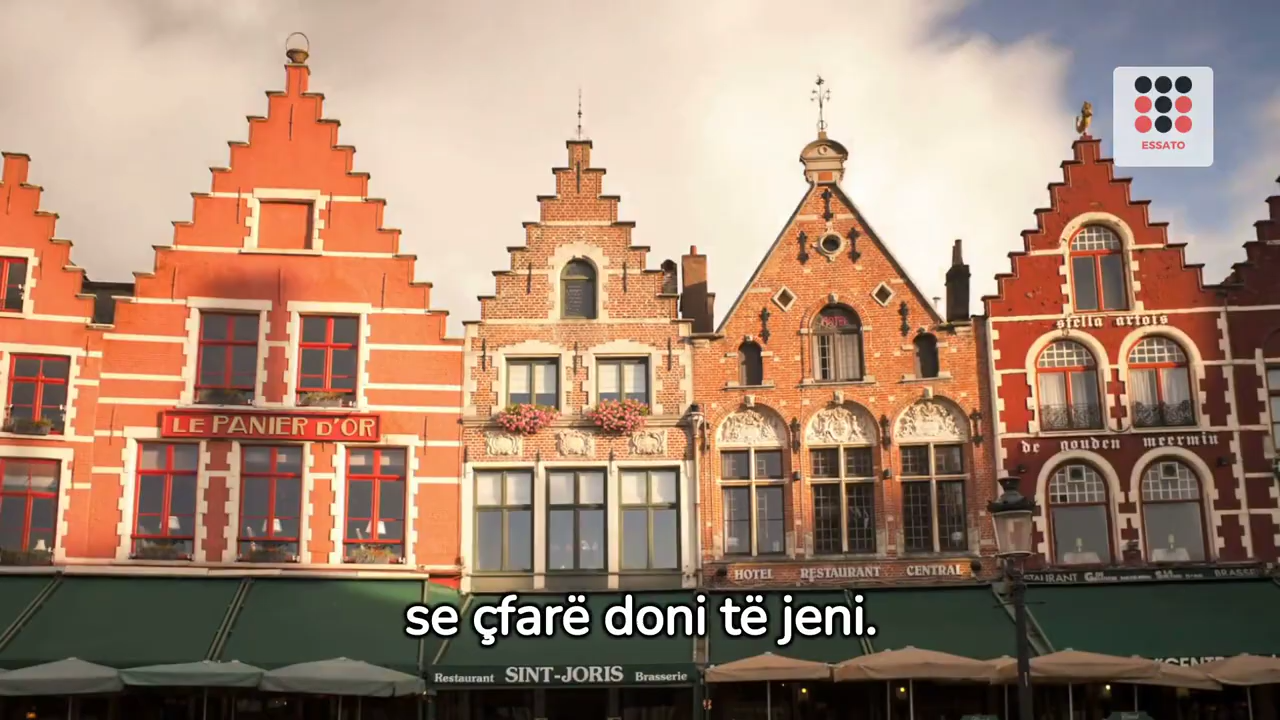 ESSATO
stella artois
LE PANIER D'OR
de gouden meermin
HOTEL RESTAURANT CENTRAL
BRASSE
se çfarë doni të jeni.
Restaurant SINT-JORIS Brasserie